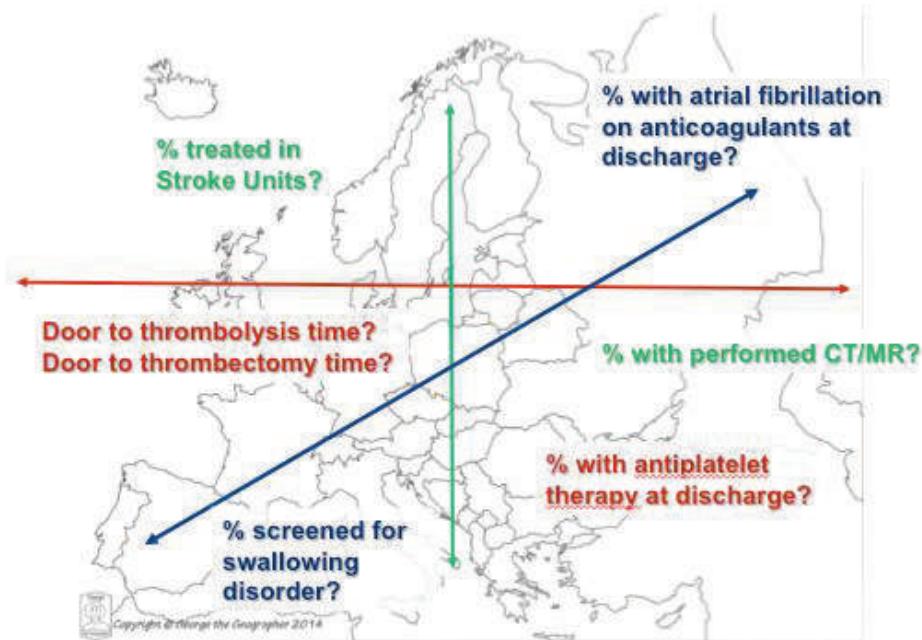 % with atrial fibrillation
on anticoagulants at
discharge?
% treated in
Stroke Units?
Door to thrombolysis time?
Door to thrombectomy time?
% with performed CT/MR?
% with antiplatelet
therapy at discharge?
% screened for
swallowing
disorder?
Copyright © George the Geographer 2014